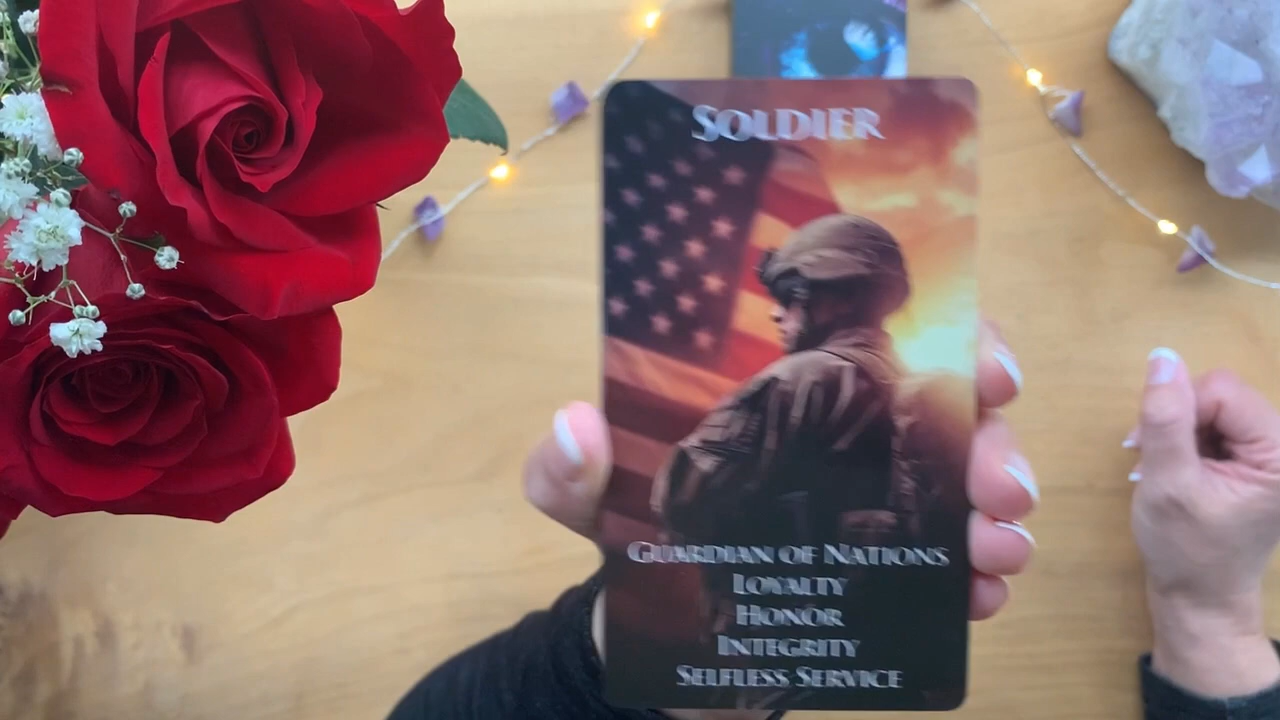 SOLDIER
GUARDIAN OF NATIONS
LOYALTY
HONOR
INTEGRITY
SELFLESS SERVICE